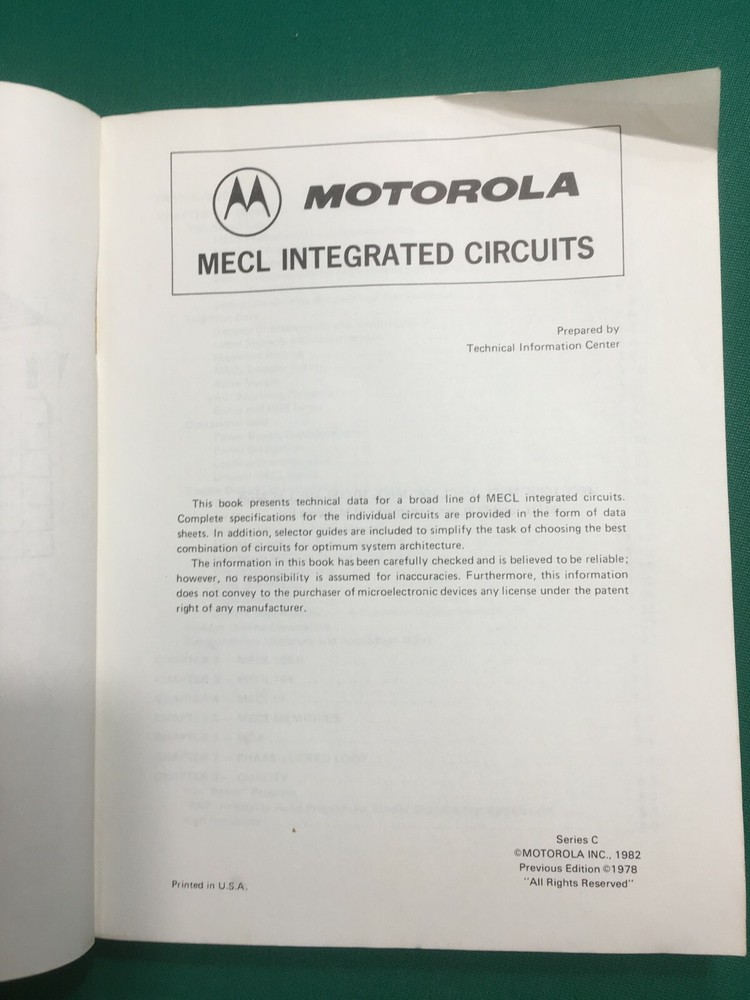 MOTOROLA
MECL INTEGRATED CIRCUITS
Prepared by
Technical Information Center
This book presents technical data for a broad line of MECL integrated circuits.
Complete specifications for the individual circuits are provided in the form of data
sheets. In addition, selector guides are included to simplify the task of choosing the best
combination of circuits for optimum system architecture.
The information in this book has been carefully checked and is believed to be reliable;
however, no responsibility is assumed for inaccuracies. Furthermore, this information
does not convey to the purchaser of microelectronic devices any license under the patent
right of any manufacturer.
Series C
©MOTOROLA INC., 1982
Previous Edition ©1978
"All Rights Reserved"
Printed in U.S.A.